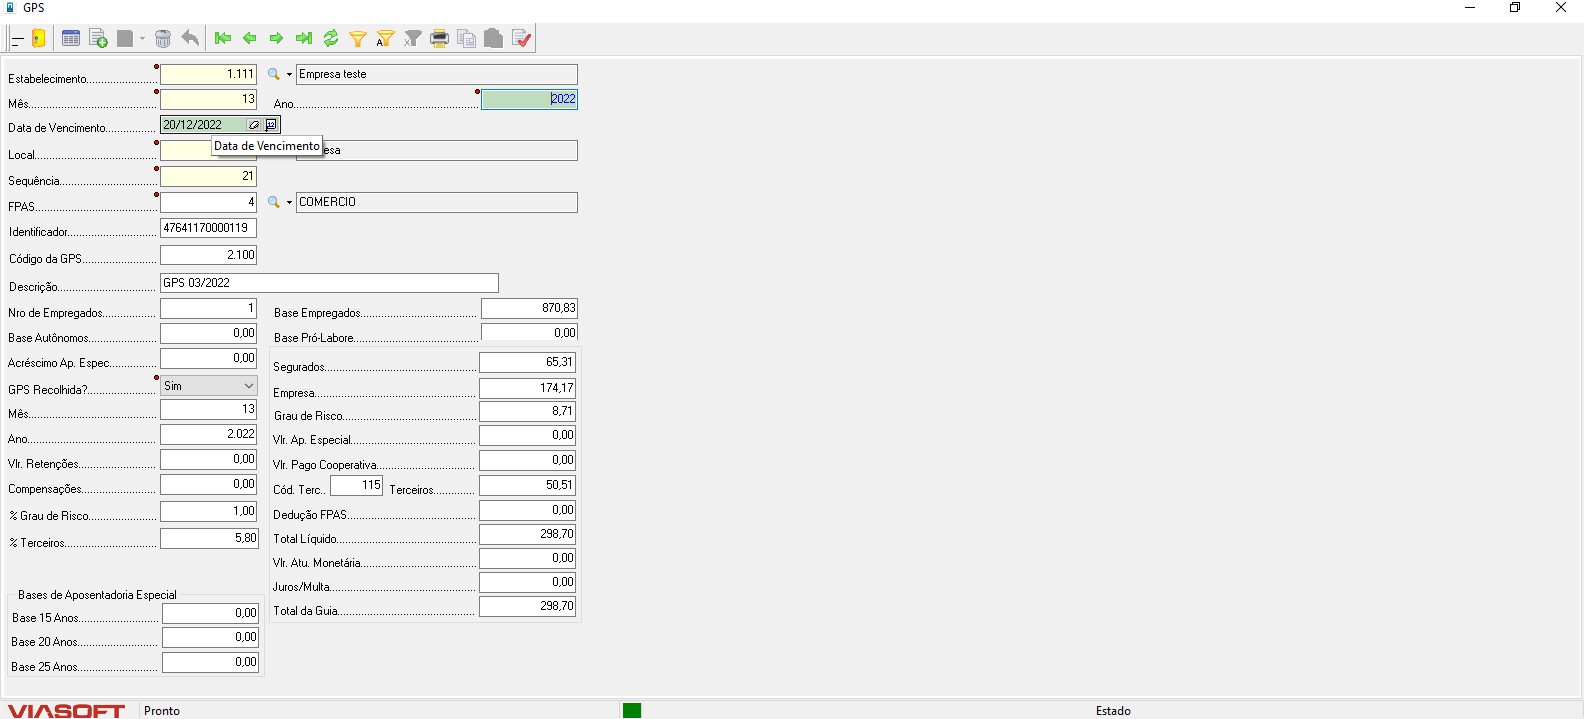 GPS
Estabelecimento 1.111 Empresa teste
Mês 13 Ano 2022
Data de Vencimento 20/12/2022
Data de Vencimento
Local esa
Sequência 21
FPAS 4 COMERCIO
Identificador 47641170000119
Código da GPS 2.100
Descrição GPS 03/2022
Nro de Empregados 1 Base Empregados 870,83
Base Autônomos 0,00 Base Pró-Labore 0,00
Acréscimo Ap. Espec 0,00 Segurados 65,31
GPS Recolhida? Sim Empresa 174,17
Mês 13 Grau de Risco 8,71
Ano 2.022 Vlr. Ap. Especial 0,00
Vlr. Retenções 0,00 Vlr. Pago Cooperativa 0,00
Compensações 0,00 Cód. Terc.. 115 Terceiros 50,51
% Grau de Risco 1,00 Dedução FPAS 0,00
% Terceiros 5,80 Total Líquido 298,70
Vlr. Atu. Monetária 0,00
Juros/Multa 0,00
Total da Guia 298,70
Bases de Aposentadoria Especial
Base 15 Anos 0,00
Base 20 Anos 0,00
Base 25 Anos 0,00
VIASOFT Pronto Estado